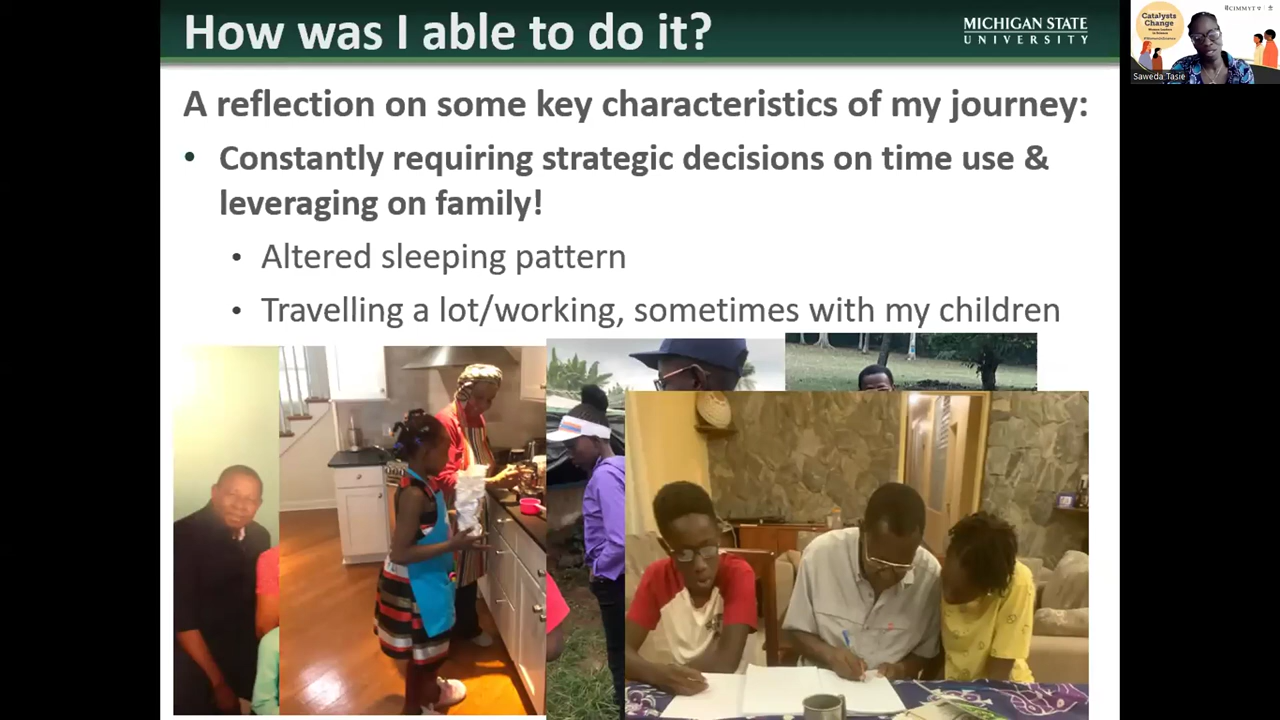 How was I able to do it?
MICHIGAN STATE
UNIVERSITY
A reflection on some key characteristics of my journey:
• Constantly requiring strategic decisions on time use &
leveraging on family!
• Altered sleeping pattern
• Travelling a lot/working, sometimes with my children
Catalysts
Change
CIMMYT
Saweda Tasie